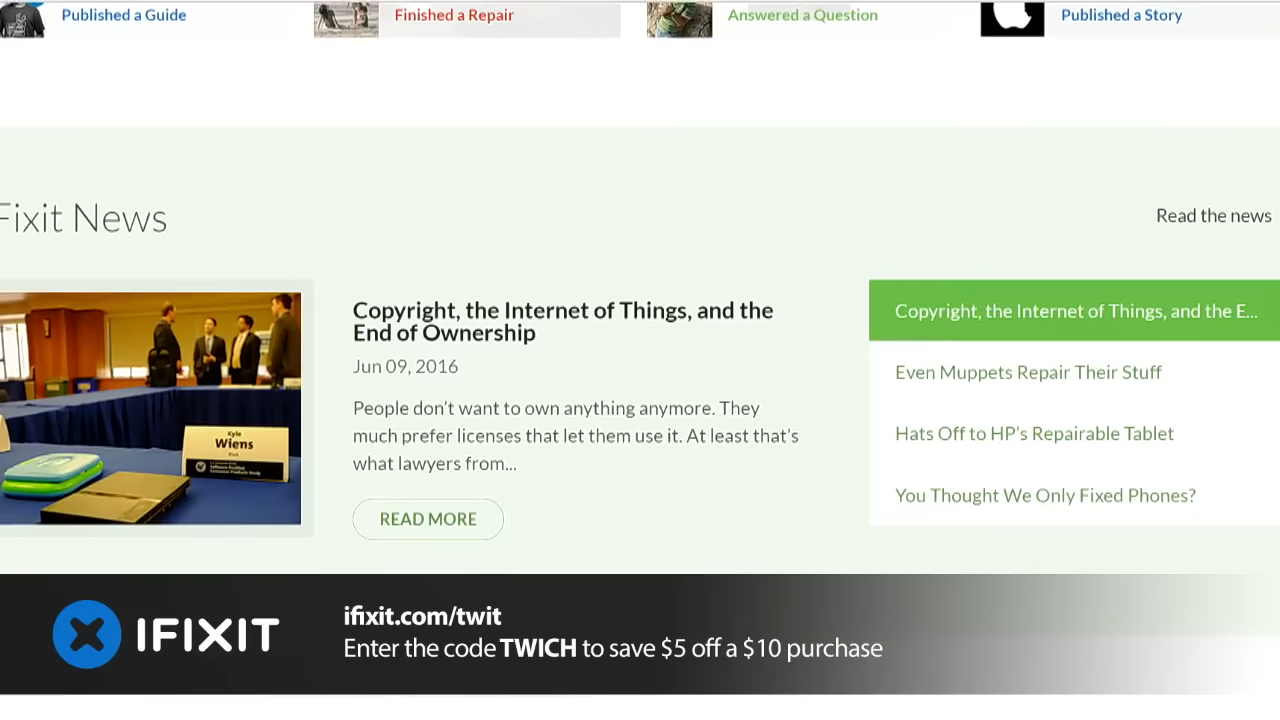 Published a Guide
Finished a Repair
Answered a Question
Published a Story
Fixit News
Read the news
Copyright, the Internet of Things, and the
End of Ownership
Jun 09, 2016
People don't want to own anything anymore. They
much prefer licenses that let them use it. At least that's
what lawyers from...
READ MORE
Kyle
Wiens
iFixit
Copyright, the Internet of Things, and the E...
Even Muppets Repair Their Stuff
Hats Off to HP's Repairable Tablet
You Thought We Only Fixed Phones?
IFIXIT
ifixit.com/twit
Enter the code TWICH to save $5 off a $10 purchase